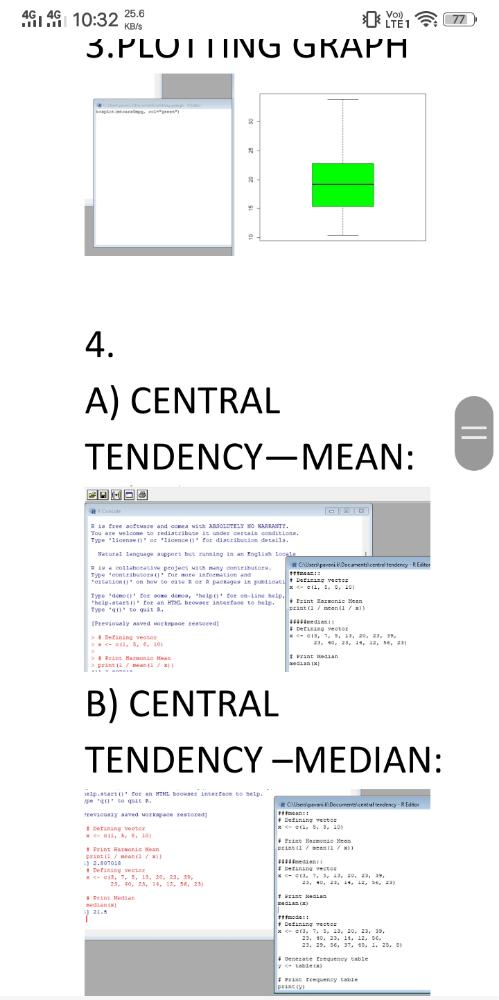 4G 4G 10:32 25.6 KB/s Vo) LTE1 77
3.PLOTTING GRAPH
boxplot(mtcars$mpg, col="green")
30
25
20
15
10
4.
A) CENTRAL
TENDENCY—MEAN:
R Console
R is free software and comes with ABSOLUTELY NO WARRANTY.
You are welcome to redistribute it under certain conditions.
Type 'license()' or 'licence()' for distribution details.
Natural language support but running in an English locale
R is a collaborative project with many contributors.
Type 'contributors()' for more information and
'citation()' on how to cite R or R packages in publicati
Type 'demo()' for some demos, 'help()' for on-line help,
'help.start()' for an HTML browser interface to help.
Type 'q()' to quit R.
[Previously saved workspace restored]
> # Defining vector
> x <- c(1, 5, 8, 10)
>
> # Print Harmonic Mean
> print(1 / mean(1 / x))
C:\Users\pavani.k\Documents\central tendency - R Editor
###mean::
# Defining vector
x <- c(1, 5, 8, 10)
# Print Harmonic Mean
print(1 / mean(1 / x))
#####median::
# Defining vector
x <- c(3, 7, 5, 13, 20, 23, 39,
23, 40, 23, 14, 12, 56, 23)
# Print Median
median(x)
B) CENTRAL
TENDENCY –MEDIAN:
help.start()' for an HTML browser interface to help.
ype 'q()' to quit R.
Previously saved workspace restored]
# Defining vector
x <- c(1, 5, 8, 10)
# Print Harmonic Mean
print(1 / mean(1 / x))
1] 2.807018
# Defining vector
x <- c(3, 7, 5, 13, 20, 23, 39,
23, 40, 23, 14, 12, 56, 23)
# Print Median
median(x)
1] 21.5
C:\Users\pavani.k\Documents\central tendency - R Editor
###mean::
# Defining vector
x <- c(1, 5, 8, 10)
# Print Harmonic Mean
print(1 / mean(1 / x))
#####median::
# Defining vector
x <- c(3, 7, 5, 13, 20, 23, 39,
23, 40, 23, 14, 12, 56, 23)
# Print Median
median(x)
###mode::
# Defining vector
x <- c(3, 7, 5, 13, 20, 23, 39,
23, 40, 23, 14, 12, 56,
23, 29, 56, 37, 45, 1, 25, 8)
# Generate frequency table
y <- table(x)
# Print frequency table
print(y)